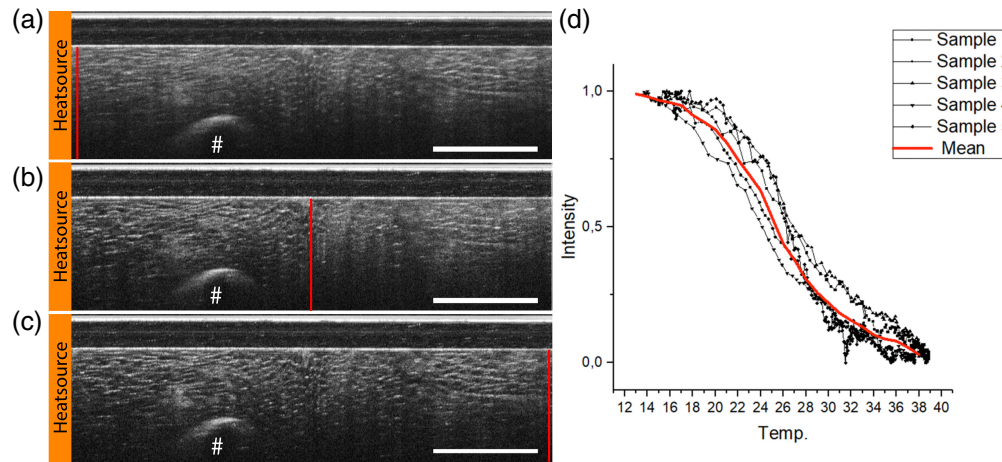 (a)
Heatsource
#
(b)
Heatsource
#
(c)
Heatsource
#
(d)
Sample
Sample
Sample
Sample
Sample
Mean
1,0
0,5
0,0
Intensity
12 14 16 18 20 22 24 26 28 30 32 34 36 38 40
Temp.